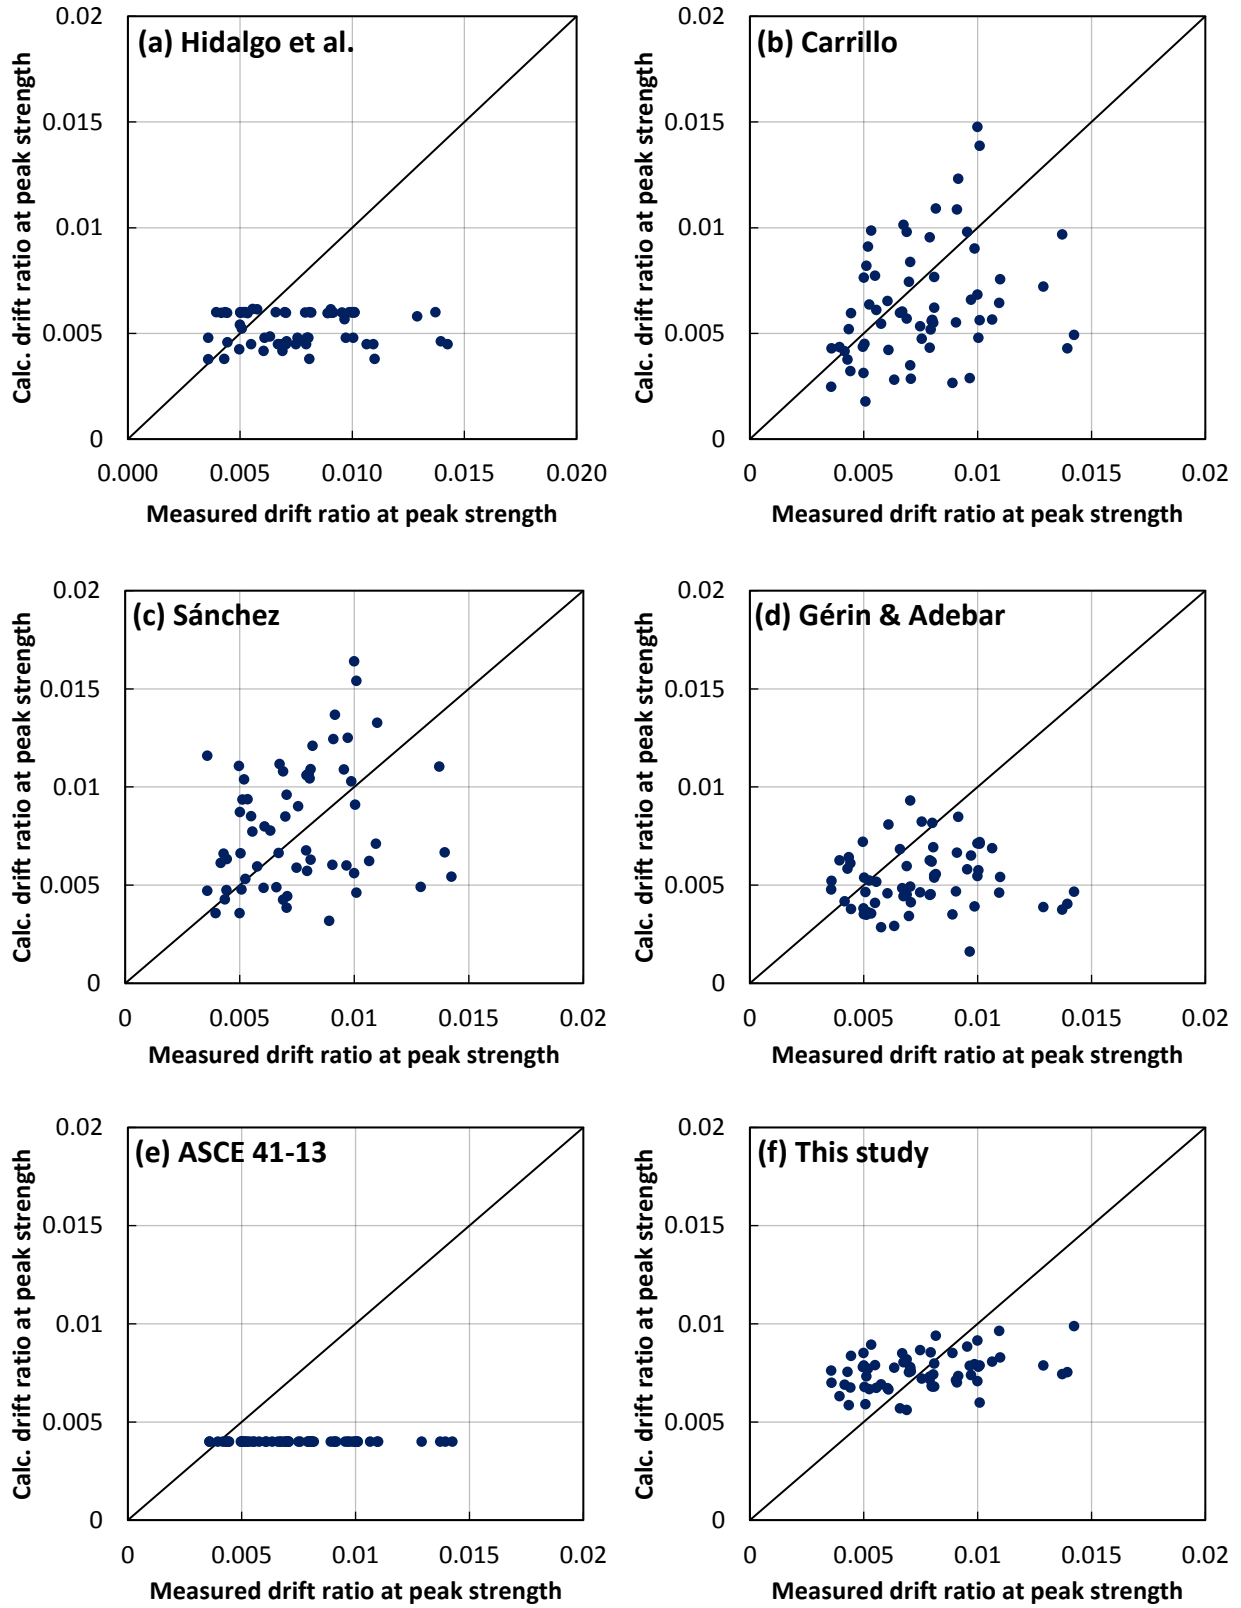 (a) Hidalgo et al.
Calc. drift ratio at peak strength
0.02
0.015
0.01
0.005
0
0.000 0.005 0.010 0.015 0.020
Measured drift ratio at peak strength
(b) Carrillo
Calc. drift ratio at peak strength
0.02
0.015
0.01
0.005
0
0 0.005 0.01 0.015 0.02
Measured drift ratio at peak strength
(c) Sánchez
Calc. drift ratio at peak strength
0.02
0.015
0.01
0.005
0
0 0.005 0.01 0.015 0.02
Measured drift ratio at peak strength
(d) Gérin & Adebar
Calc. drift ratio at peak strength
0.02
0.015
0.01
0.005
0
0 0.005 0.01 0.015 0.02
Measured drift ratio at peak strength
(e) ASCE 41-13
Calc. drift ratio at peak strength
0.02
0.015
0.01
0.005
0
0 0.005 0.01 0.015 0.02
Measured drift ratio at peak strength
(f) This study
Calc. drift ratio at peak strength
0.02
0.015
0.01
0.005
0
0 0.005 0.01 0.015 0.02
Measured drift ratio at peak strength